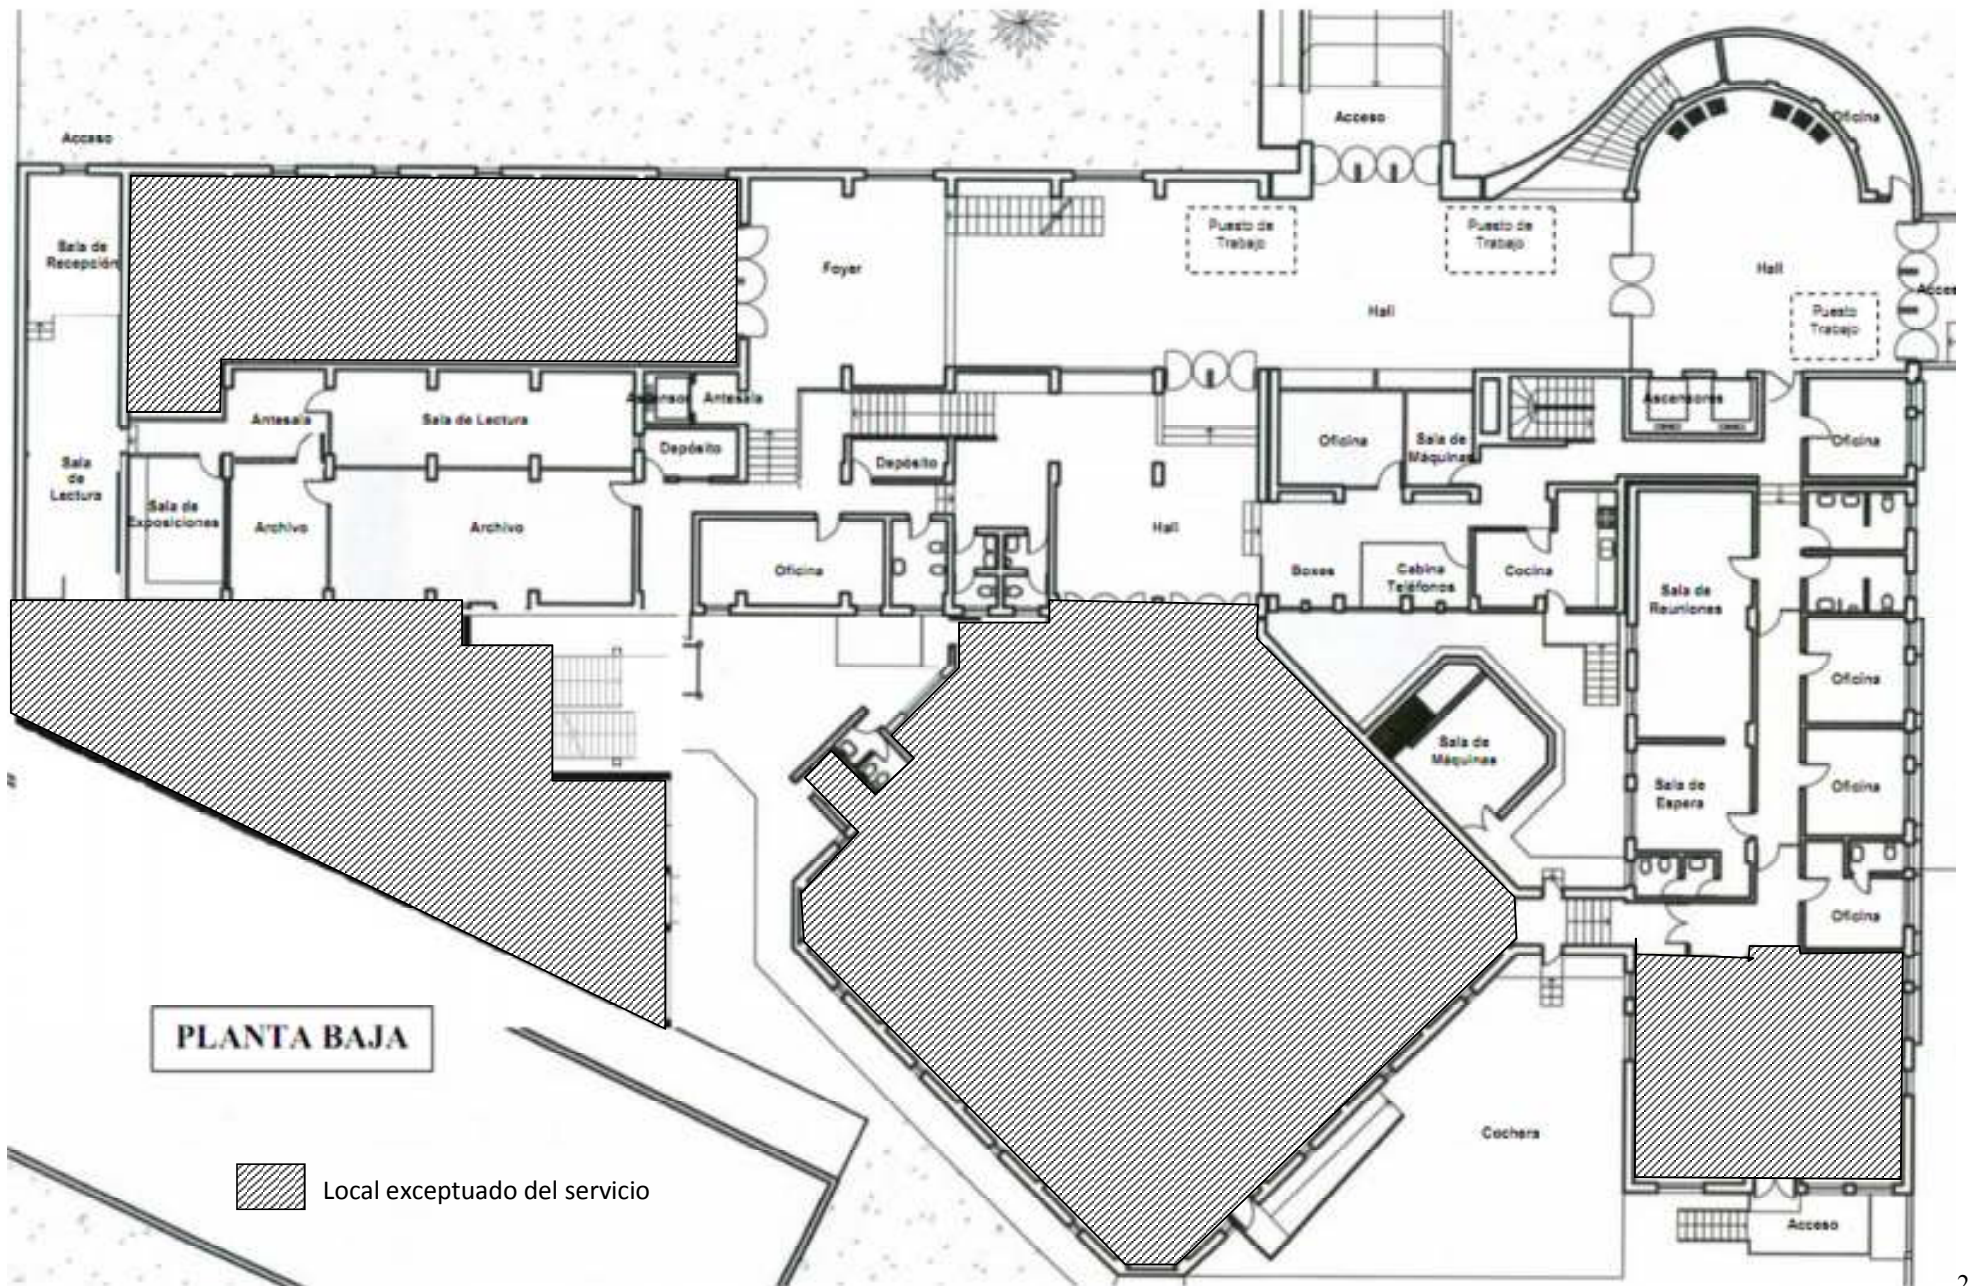 Acceso
Acceso
Oficina
Sala de
Recepción
Foyer
Puesto de
Trabajo
Puesto de
Trabajo
Hall
Hall
Acces
Puesto
Trabajo
Antesala
Sala de Lectura
Ascensor
Antesala
Depósito
Depósito
Oficina
Sala de
Máquinas
Ascensores
Oficina
Sala
de
Lectura
Sala de
Exposiciones
Archivo
Archivo
Oficina
Hall
Boxes
Cabina
Teléfonos
Cocina
Sala de
Reuniones
Oficina
Sala de
Máquinas
Sala de
Espera
Oficina
Oficina
PLANTA BAJA
Cochera
Local exceptuado del servicio
Acceso
2